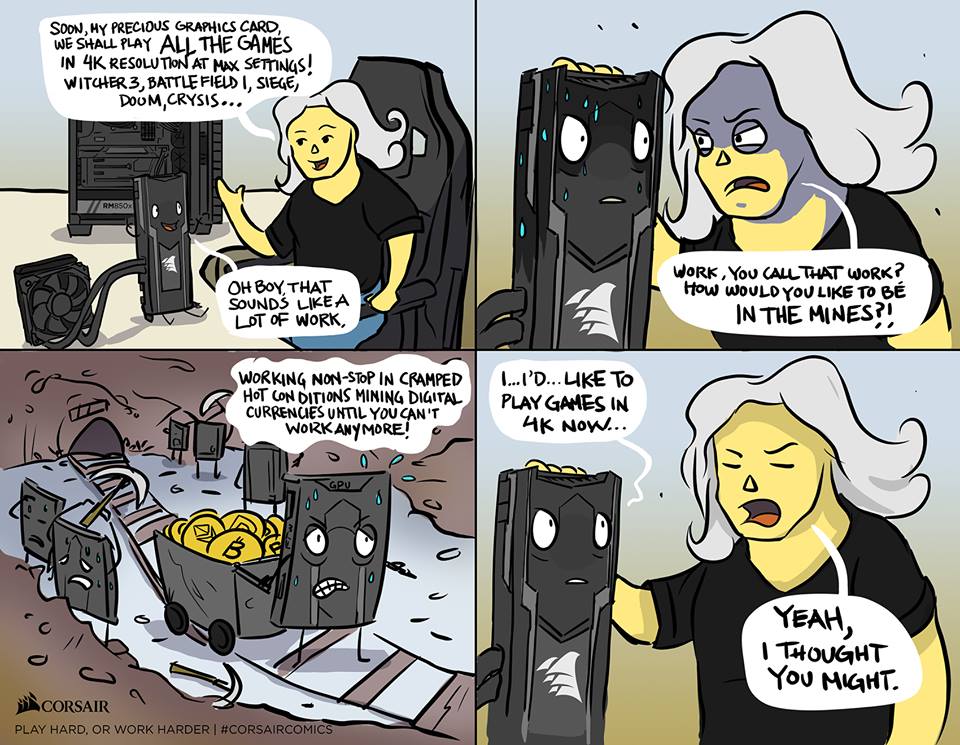 SOON, MY PRECIOUS GRAPHICS CARD,
WE SHALL PLAY ALL THE GAMES
IN 4K RESOLUTION AT MAX SETTINGS!
WITCHER 3, BATTLEFIELD 1, SIEGE,
DOOM, CRYSIS...
RM850x
OH BOY, THAT
SOUNDS LIKE A
LOT OF WORK.
WORK, YOU CALL THAT WORK?
HOW WOULD YOU LIKE TO BE
IN THE MINES?!
WORKING NON-STOP IN CRAMPED
HOT CONDITIONS MINING DIGITAL
CURRENCIES UNTIL YOU CAN'T
WORK ANYMORE!
GPU
I...I'D...LIKE TO
PLAY GAMES IN
4K NOW...
YEAH,
I THOUGHT
YOU MIGHT.
CORSAIR
PLAY HARD, OR WORK HARDER | #CORSAIRCOMICS